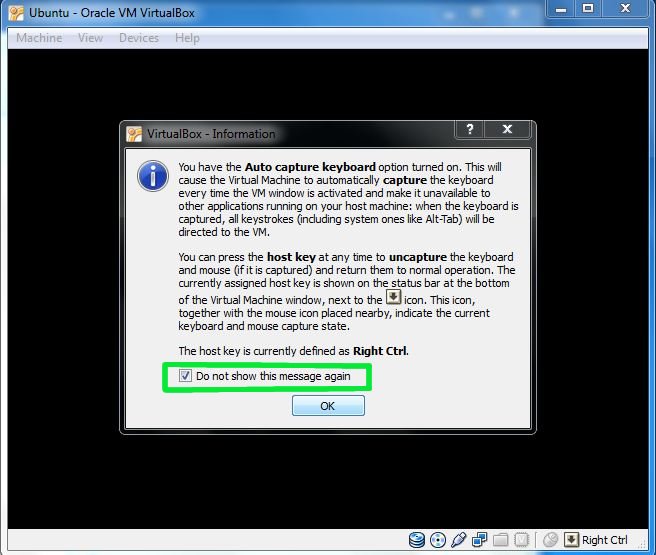 Ubuntu - Oracle VM VirtualBox
Machine View Devices Help
VirtualBox - Information
You have the Auto capture keyboard option turned on. This will
cause the Virtual Machine to automatically capture the keyboard
every time the VM window is activated and make it unavailable to
other applications running on your host machine: when the keyboard is
captured, all keystrokes (including system ones like Alt-Tab) will be
directed to the VM.
You can press the host key at any time to uncapture the keyboard
and mouse (if it is captured) and return them to normal operation. The
currently assigned host key is shown on the status bar at the bottom
of the Virtual Machine window, next to the icon. This icon,
together with the mouse icon placed nearby, indicate the current
keyboard and mouse capture state.
The host key is currently defined as Right Ctrl.
Do not show this message again
OK
Right Ctrl